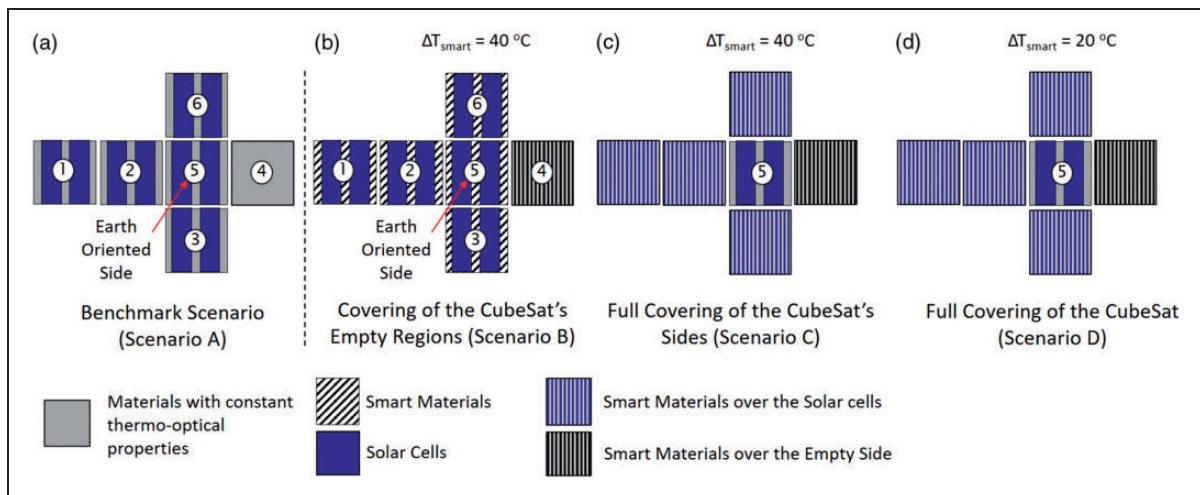 (a)
6
1
2
5
4
3
Earth
Oriented
Side
Benchmark Scenario
(Scenario A)
(b)
ΔTsmart = 40 °C
6
1
2
5
4
3
Earth
Oriented
Side
Covering of the CubeSat's
Empty Regions (Scenario B)
(c)
ΔTsmart = 40 °C
5
Full Covering of the CubeSat's
Sides (Scenario C)
(d)
ΔTsmart = 20 °C
5
Full Covering of the CubeSat
(Scenario D)
Materials with constant
thermo-optical
properties
Smart Materials
Solar Cells
Smart Materials over the Solar cells
Smart Materials over the Empty Side